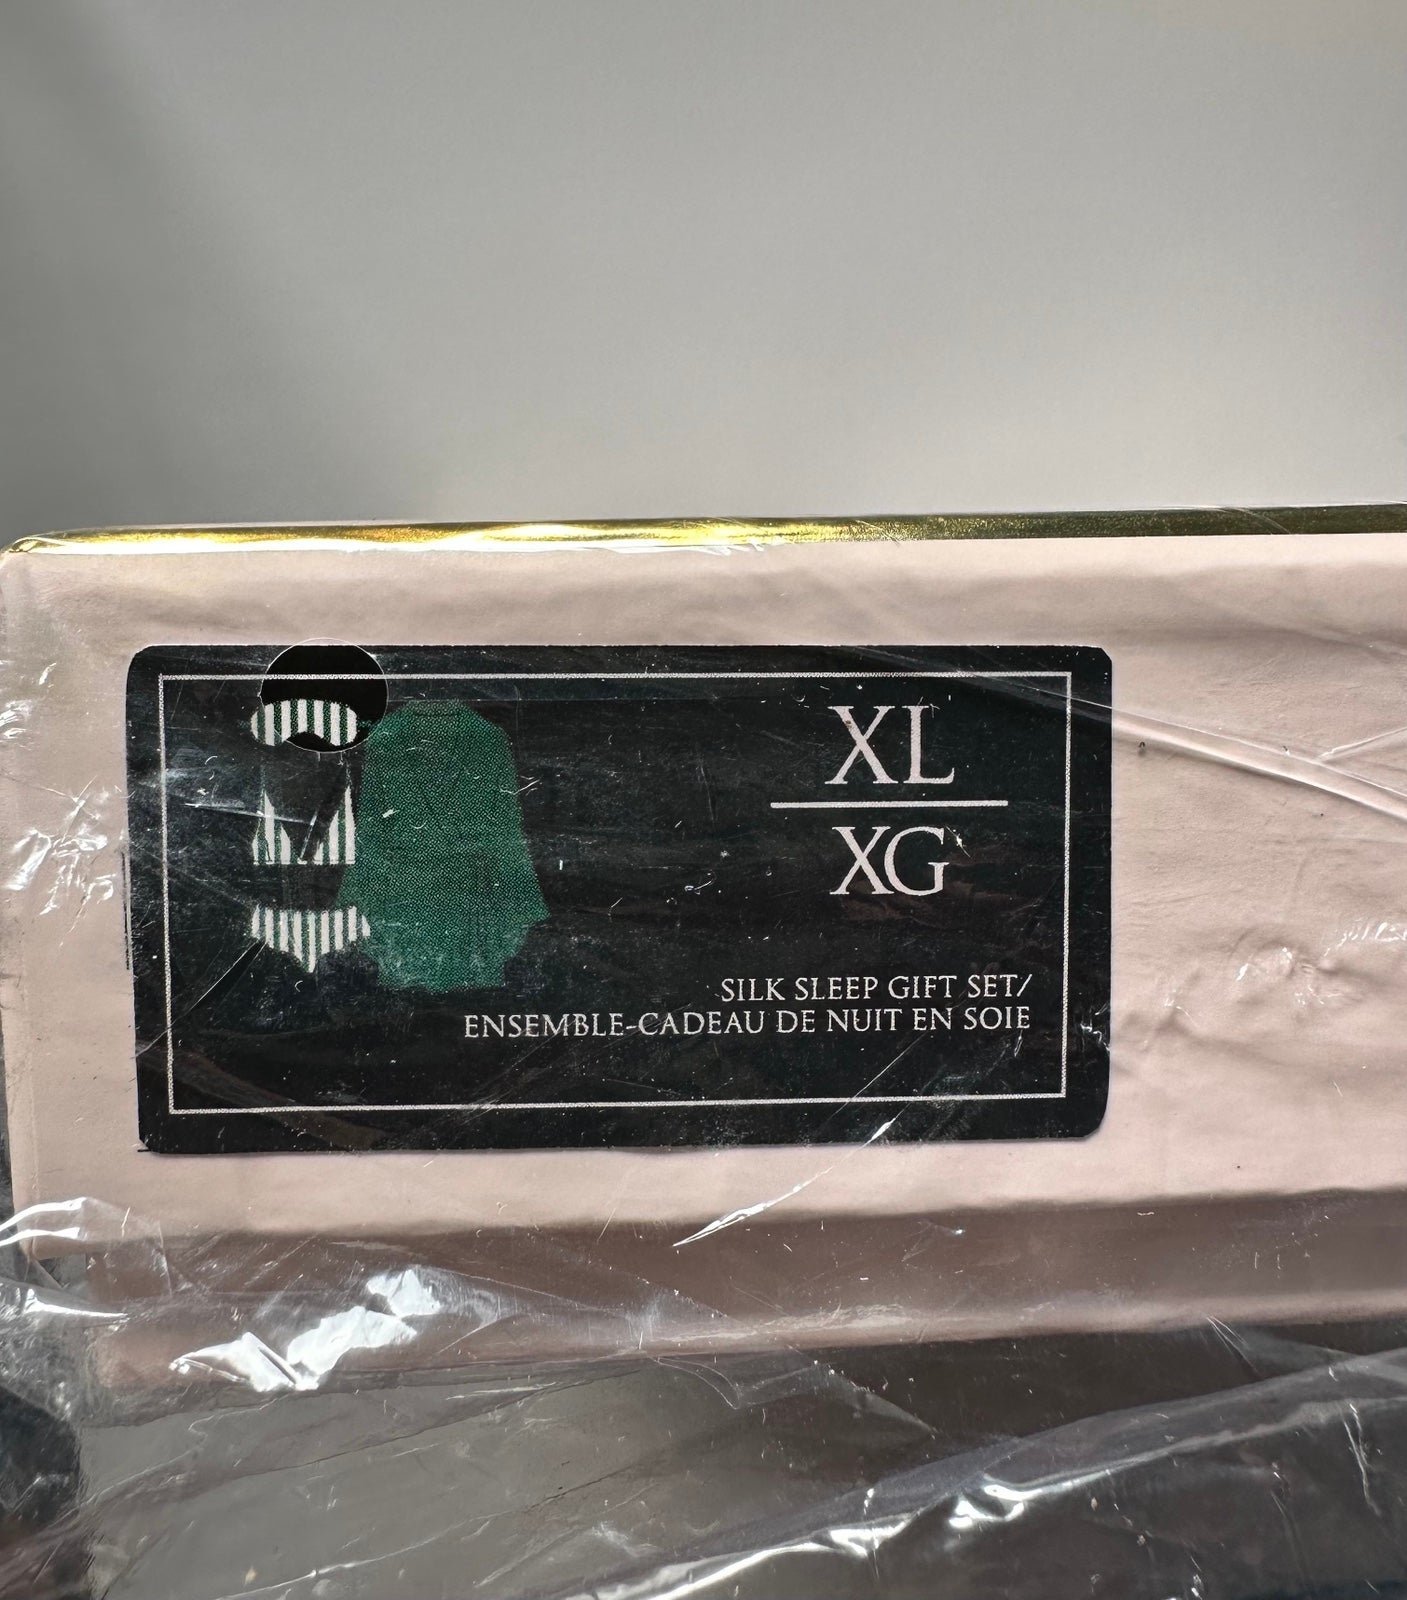 XL
XG
SILK SLEEP GIFT SET/
ENSEMBLE-CADEAU DE NUIT EN SOIE